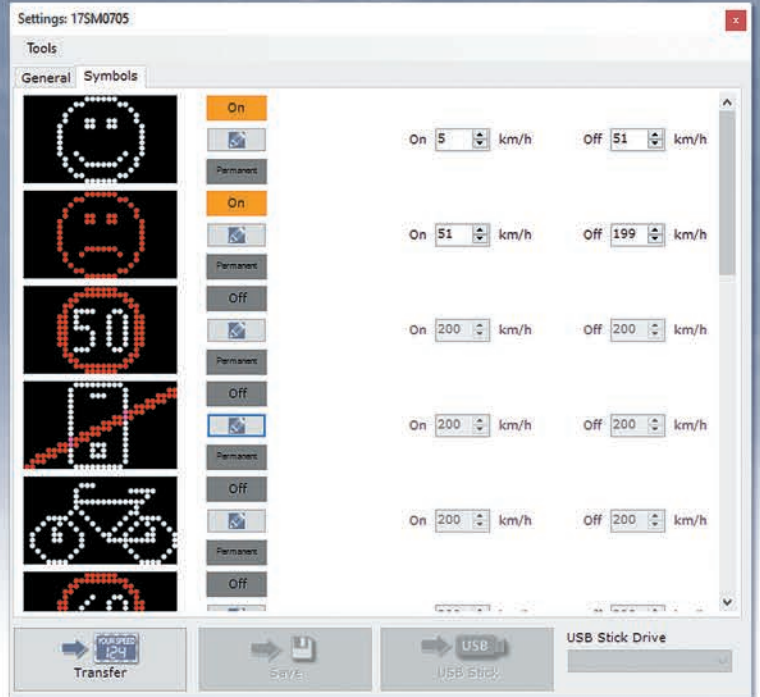 Settings: 17SM0705
x
Tools
General Symbols
On
On 5 km/h Off 51 km/h
Permanent
On
On 51 km/h Off 199 km/h
Permanent
Off
50
On 200 km/h Off 200 km/h
Permanent
Off
On 200 km/h Off 200 km/h
Permanent
Off
On 200 km/h Off 200 km/h
Permanent
Off
YOUR SPEED
124
USB
USB Stick Drive
Transfer Save USB Stick